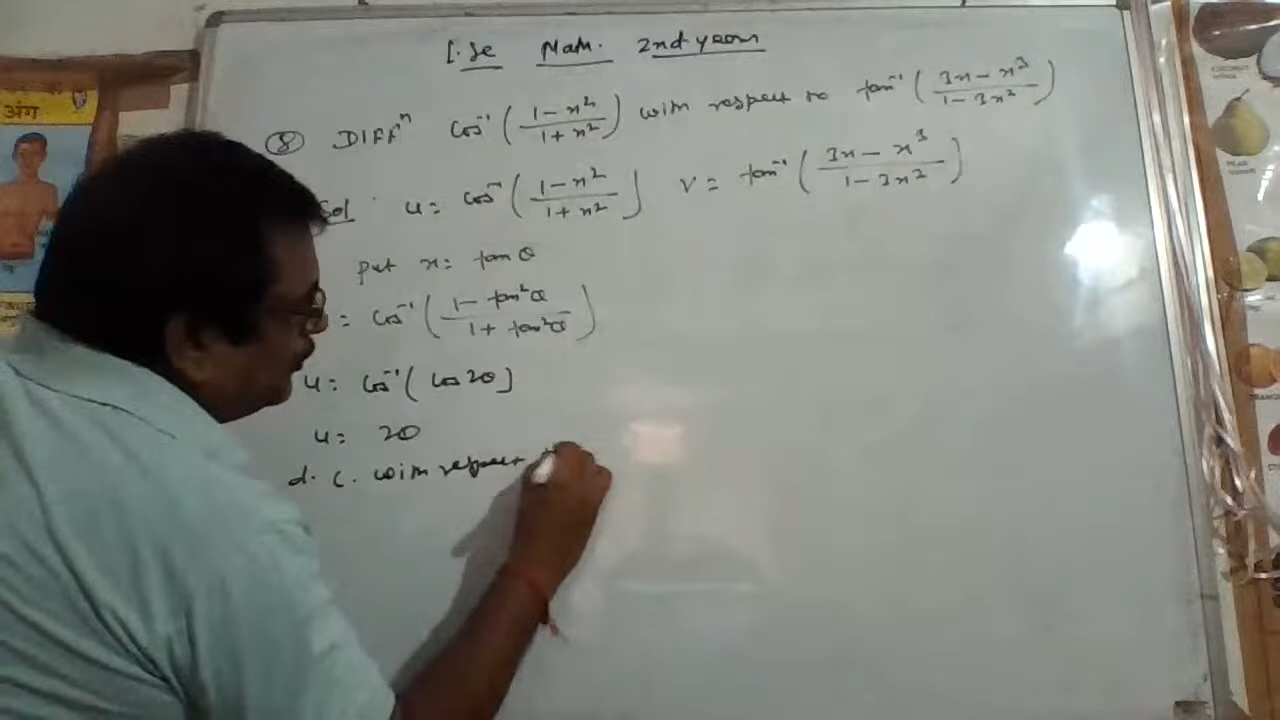 I.Sc Math. 2nd year
⑧ DIFFⁿ cos⁻¹((1-x²)/(1+x²)) with respect to tan⁻¹((3x-x³)/(1-3x²))
Sol u = cos⁻¹((1-x²)/(1+x²)) v = tan⁻¹((3x-x³)/(1-3x²))
put x = tan θ
= cos⁻¹((1-tan²θ)/(1+tan²θ))
u = cos⁻¹(cos2θ)
u = 2θ
d. c. with respect
अंग